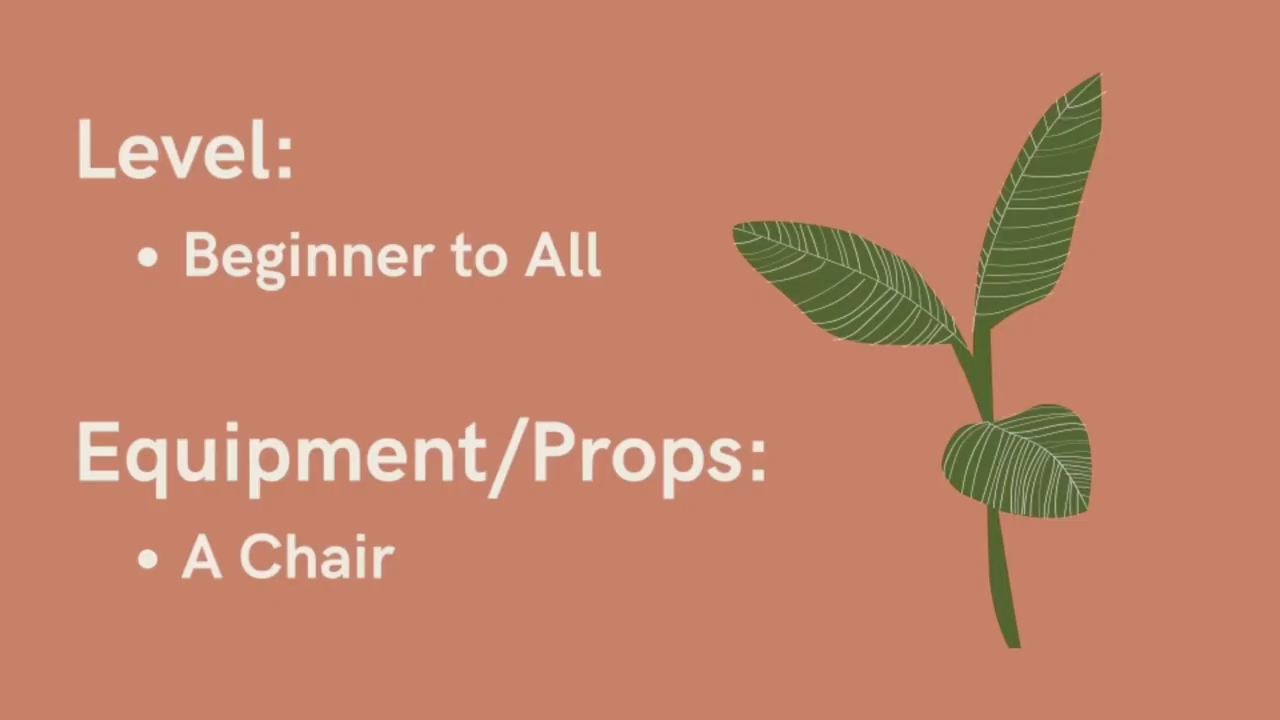 Level:
• Beginner to All
Equipment/Props:
• A Chair